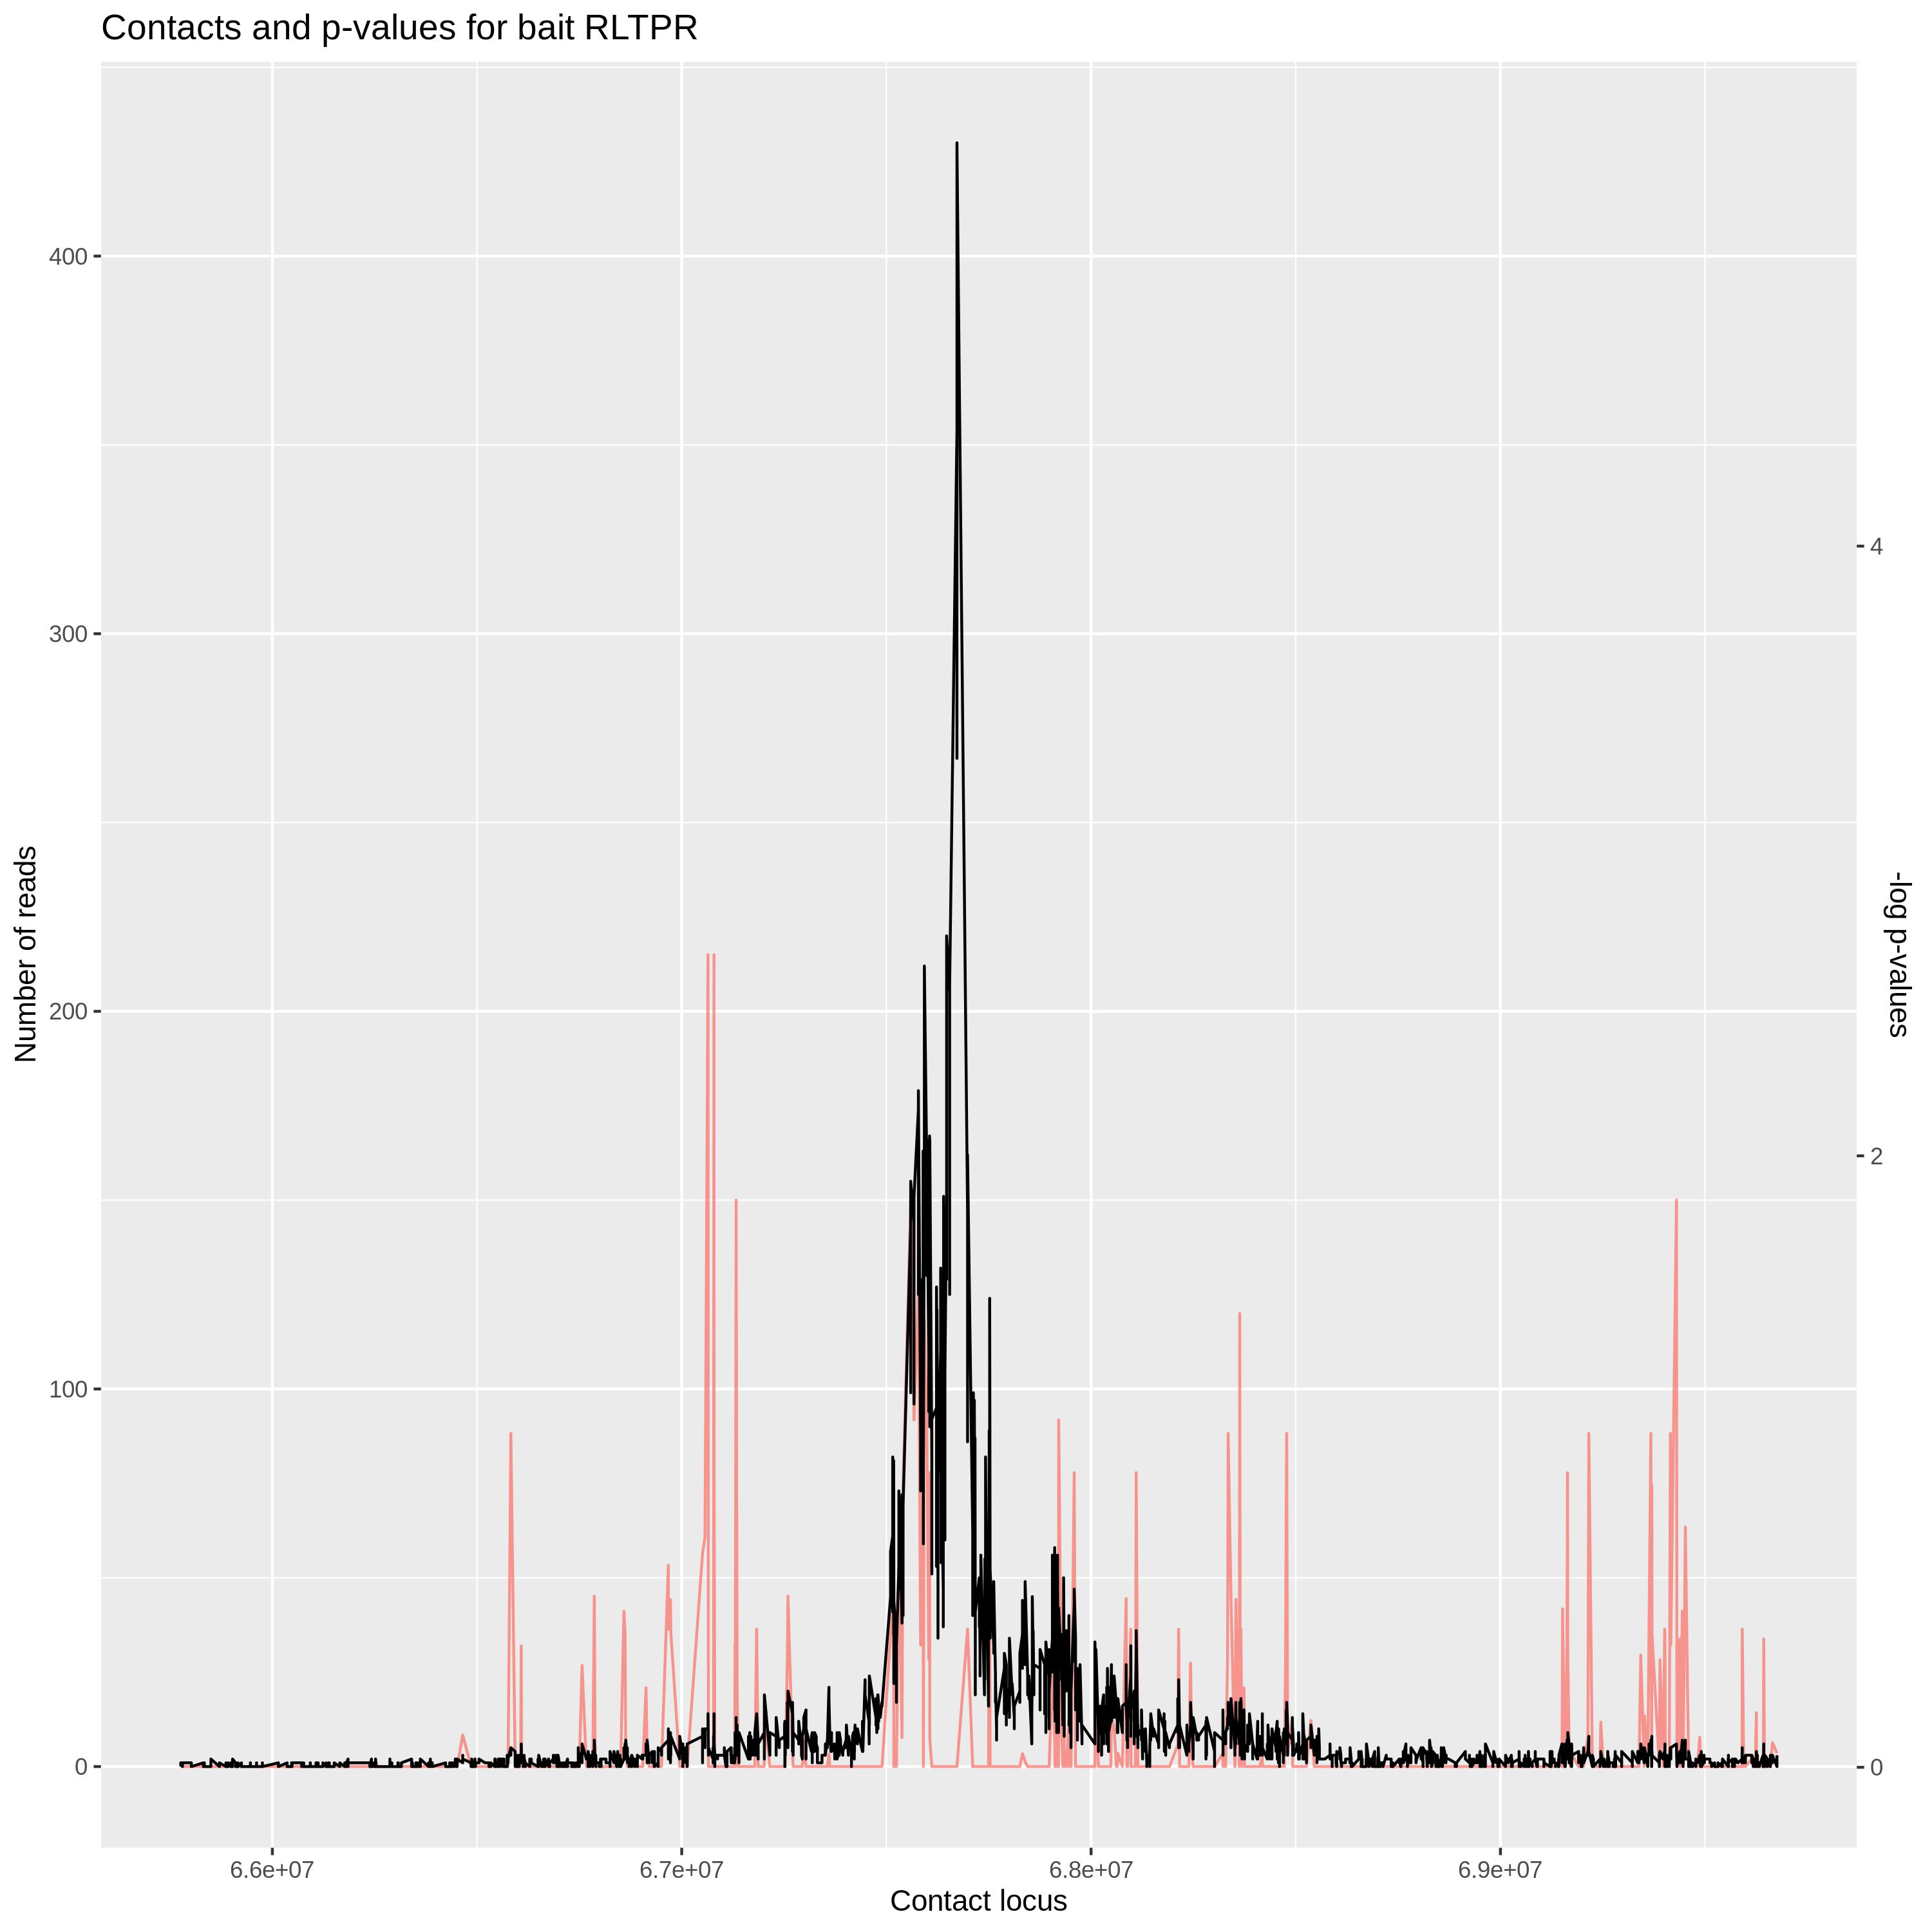 Contacts and p-values for bait RLTPR
400
300
200
100
0
Number of reads
4
2
0
-log p-values
6.6e+07 6.7e+07 6.8e+07 6.9e+07
Contact locus